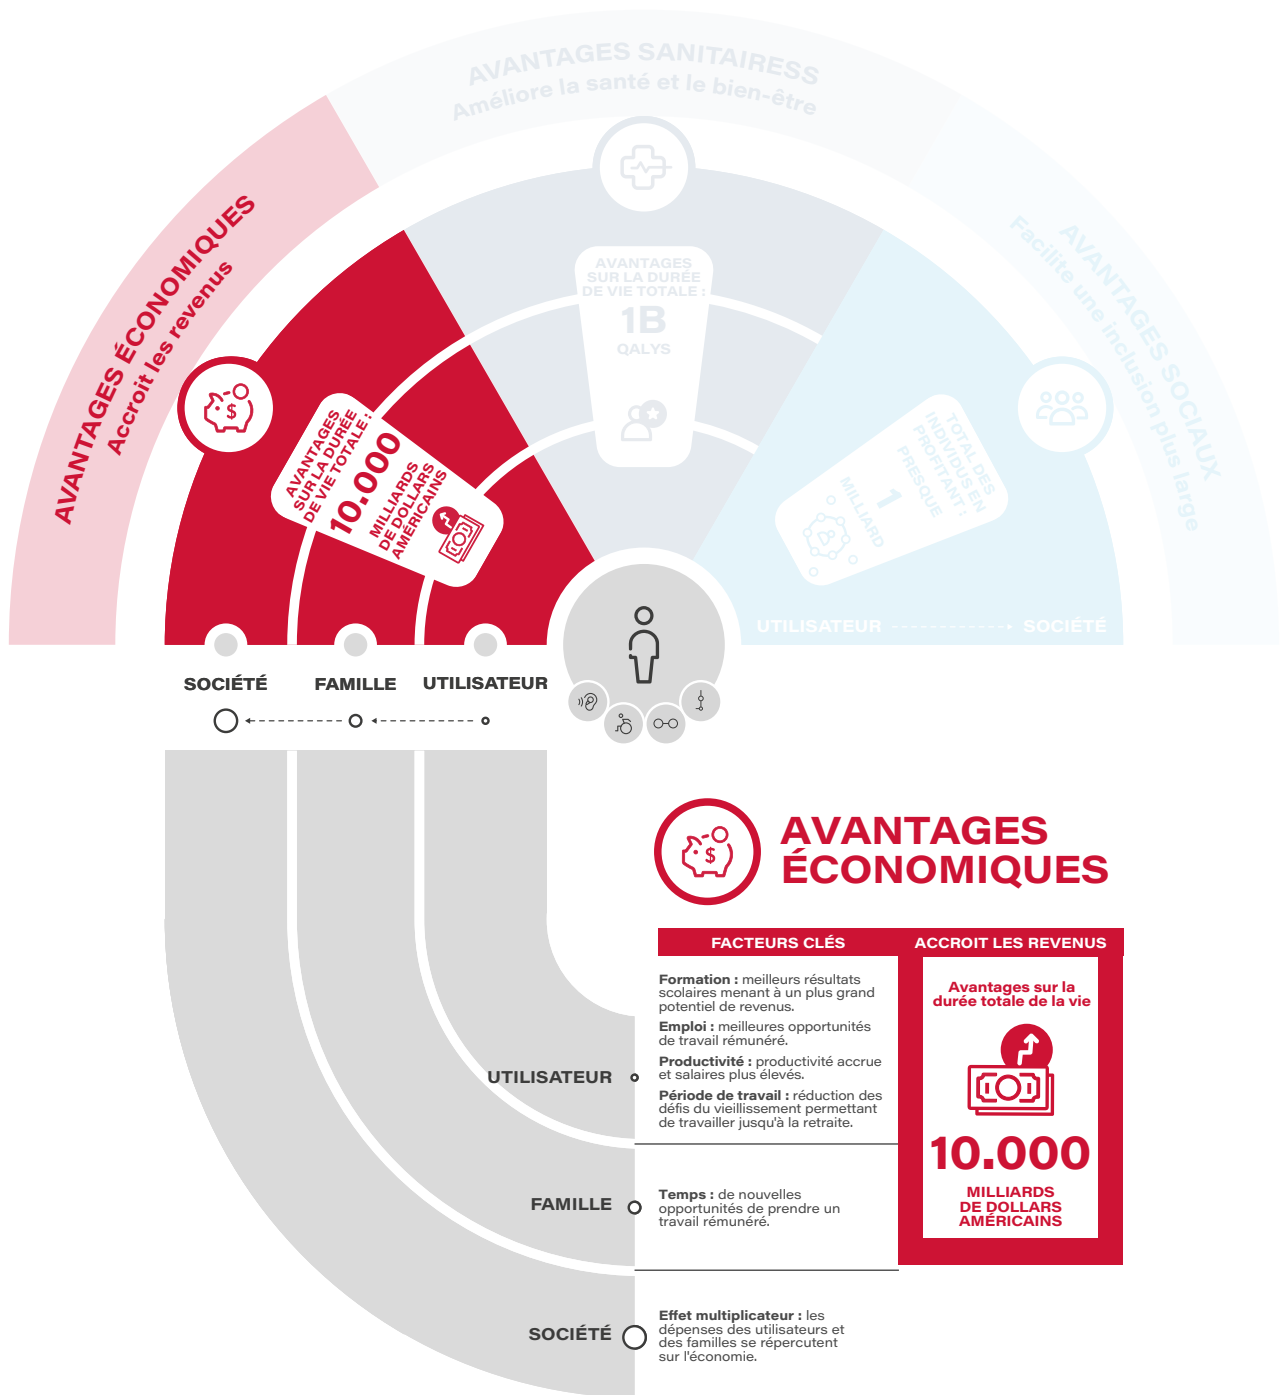 AVANTAGES SANITAIRESS
Améliore la santé et le bien-être
AVANTAGES ÉCONOMIQUES
Accroit les revenus
AVANTAGES SOCIAUX
Facilite une inclusion plus large
AVANTAGES
SUR LA DURÉE
DE VIE TOTALE :
10.000
MILLIARDS
DE DOLLARS
AMÉRICAINS
AVANTAGES
SUR LA DURÉE
DE VIE TOTALE :
1B
QALYS
TOTAL DES
INDIVIDUS EN
PROFITANT :
PRESQUE
1
MILLIARD
UTILISATEUR
SOCIÉTÉ
SOCIÉTÉ
FAMILLE
UTILISATEUR
AVANTAGES
ÉCONOMIQUES
FACTEURS CLÉS
ACCROIT LES REVENUS
UTILISATEUR
Formation : meilleurs résultats
scolaires menant à un plus grand
potentiel de revenus.
Emploi : meilleures opportunités
de travail rémunéré.
Productivité : productivité accrue
et salaires plus élevés.
Période de travail : réduction des
défis du vieillissement permettant
de travailler jusqu'à la retraite.
Avantages sur la
durée totale de la vie
$
10.000
MILLIARDS
DE DOLLARS
AMÉRICAINS
FAMILLE
Temps : de nouvelles
opportunités de prendre un
travail rémunéré.
SOCIÉTÉ
Effet multiplicateur : les
dépenses des utilisateurs et
des familles se répercutent
sur l'économie.